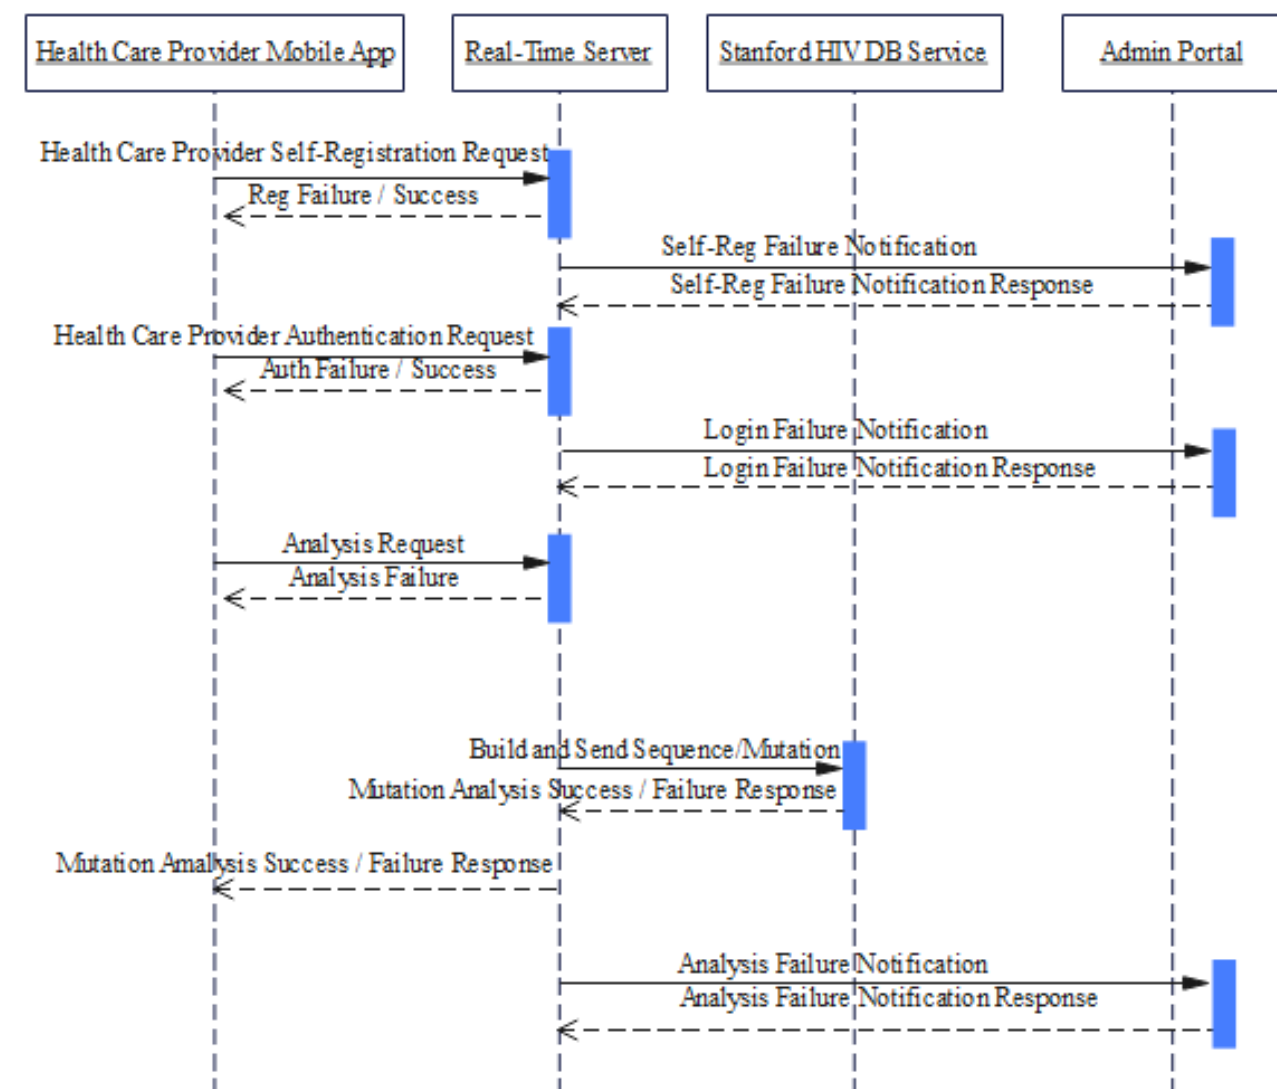 Health Care Provider Mobile App
Real-Time Server
Stanford HIV DB Service
Admin Portal
Health Care Provider Self-Registration Request
Reg Failure / Success
Self-Reg Failure Notification
Self-Reg Failure Notification Response
Health Care Provider Authentication Request
Auth Failure / Success
Login Failure Notification
Login Failure Notification Response
Analysis Request
Analysis Failure
Build and Send Sequence/Mutation
Mutation Analysis Success / Failure Response
Mutation Amalysis Success / Failure Response
Analysis Failure Notification
Analysis Failure Notification Response